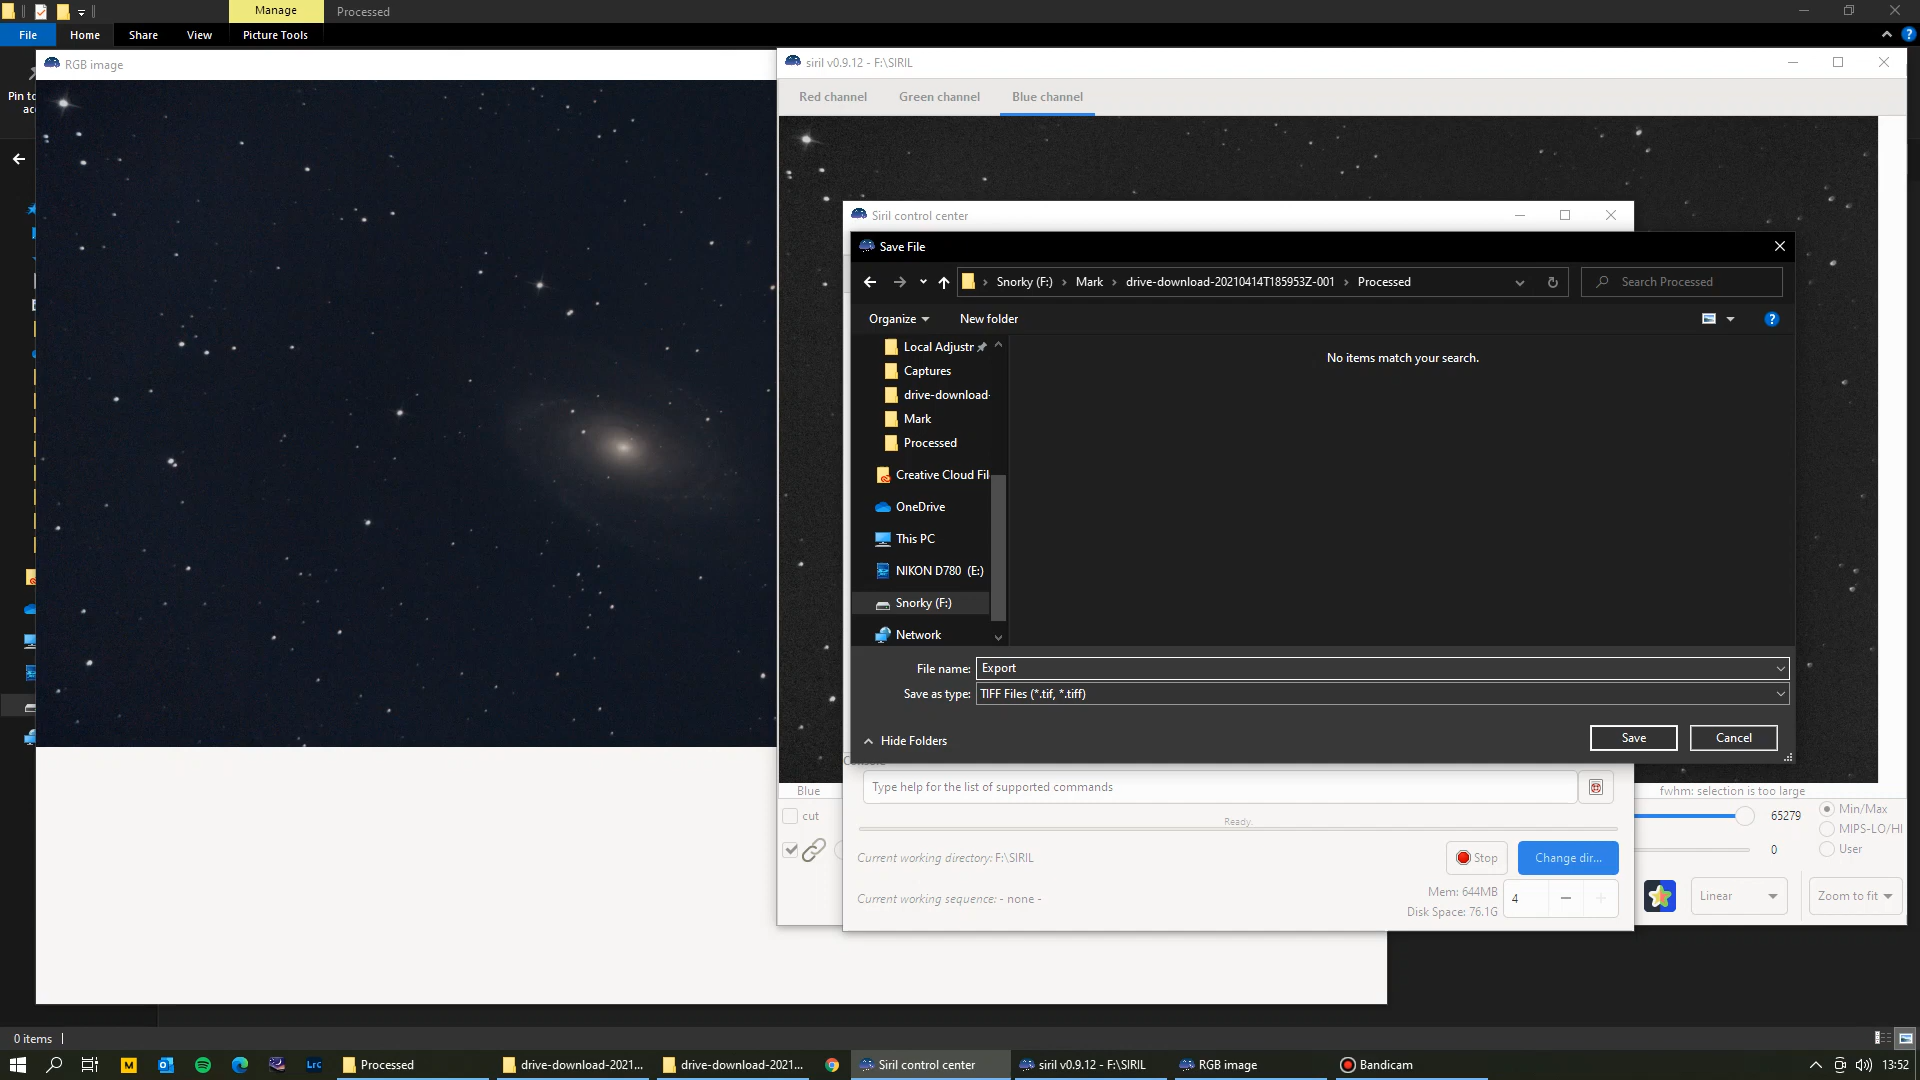 Manage
Processed
File
Home
Share
View
Picture Tools
RGB image
siril v0.9.12 - F:\SIRIL
Pin to
ac
Red channel
Green channel
Blue channel
Siril control center
Save File
Snorky (F:)
Mark
drive-download-20210414T185953Z-001
Processed
Search Processed
Organize
New folder
Local Adjustr
No items match your search.
Captures
drive-download-
Mark
Processed
Creative Cloud Fil
OneDrive
This PC
NIKON D780 (E:)
Snorky (F:)
Network
File name:
Export
Save as type:
TIFF Files (*.tif, *.tiff)
Hide Folders
Save
Cancel
Type help for the list of supported commands
Blue
fwhm: selection is too large
cut
Ready.
65279
Min/Max
MIPS-LO/HI
0
User
Current working directory: F:\SIRIL
Stop
Change dir...
Current working sequence: - none -
Mem: 644MB
Disk Space: 76.1G
4
Linear
Zoom to fit
0 items
Lrc
Processed
drive-download-2021...
drive-download-2021...
Siril control center
siril v0.9.12 - F:\SIRIL
RGB image
Bandicam
13:52